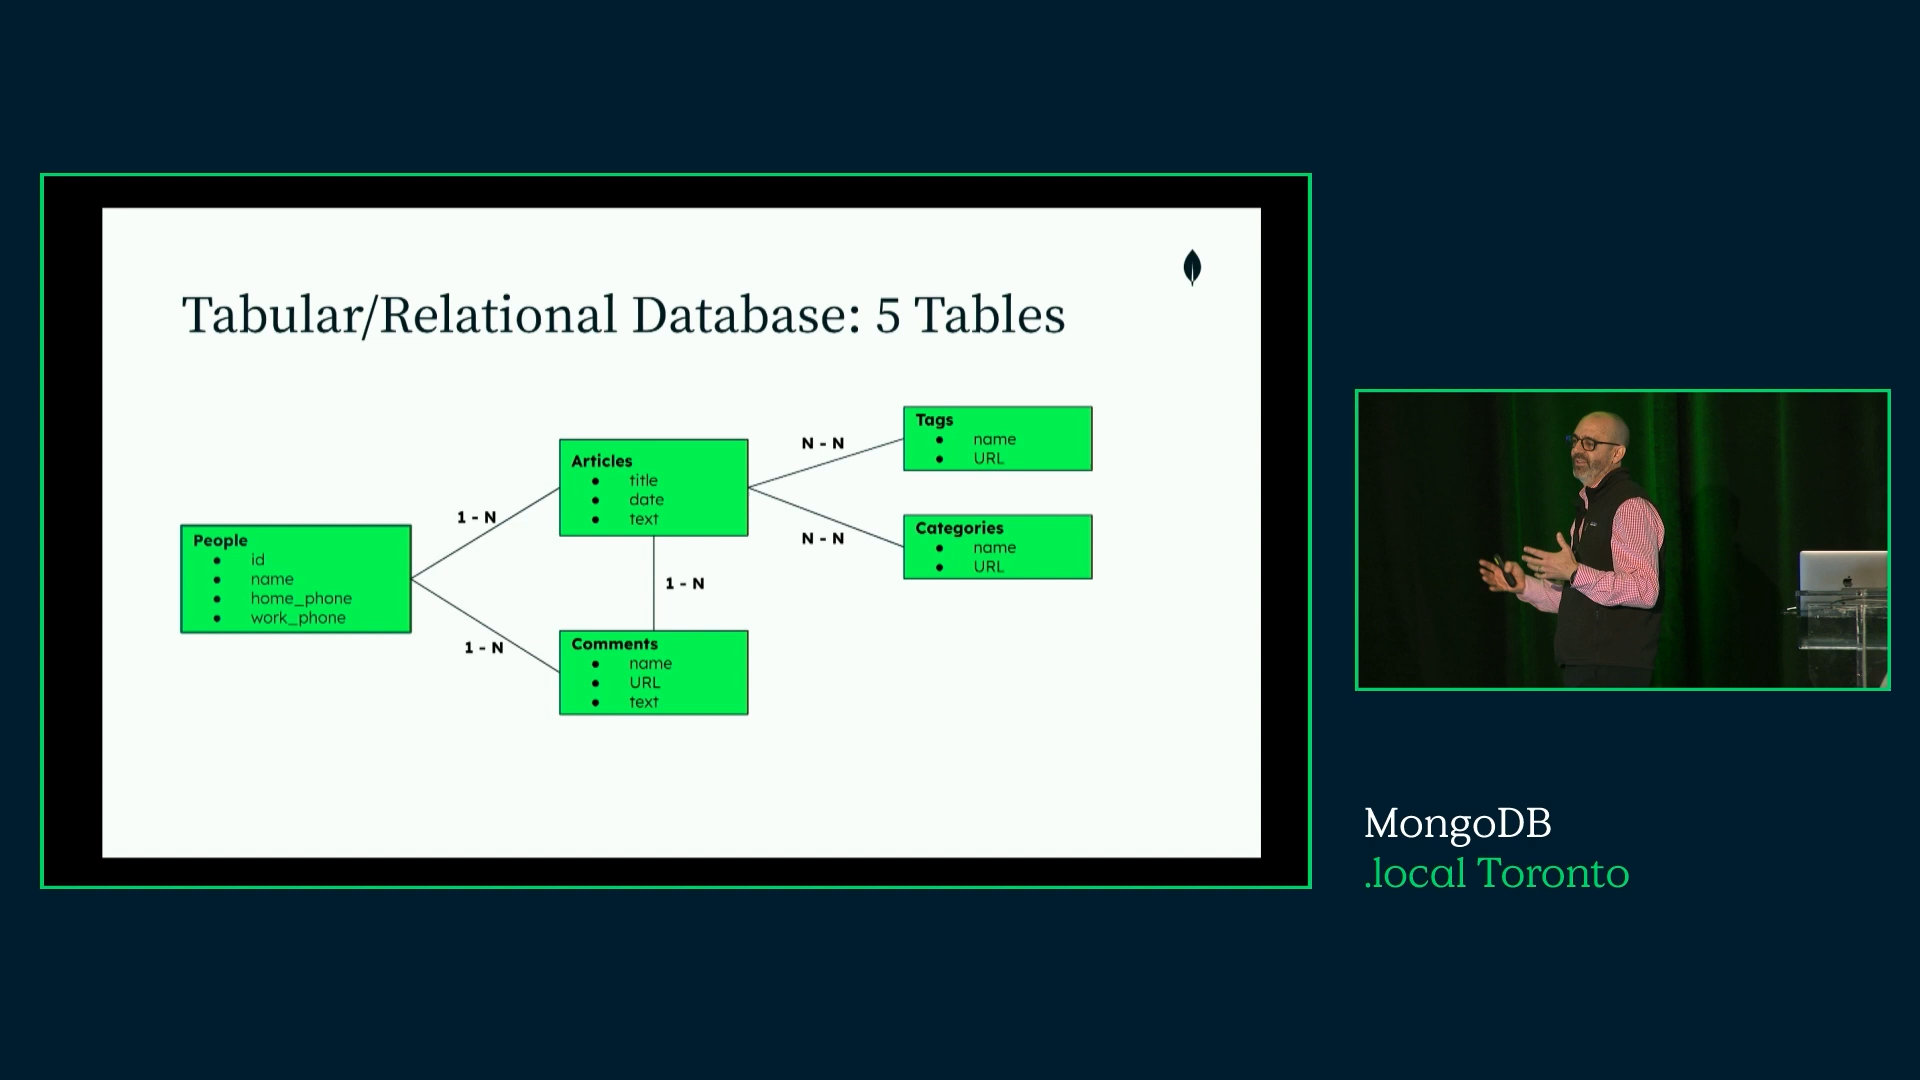 Tabular/Relational Database: 5 Tables
People
● id
● name
● home_phone
● work_phone
1 - N
1 - N
Articles
● title
● date
● text
1 - N
Comments
● name
● URL
● text
N - N
N - N
Tags
● name
● URL
Categories
● name
● URL
MongoDB
.local Toronto